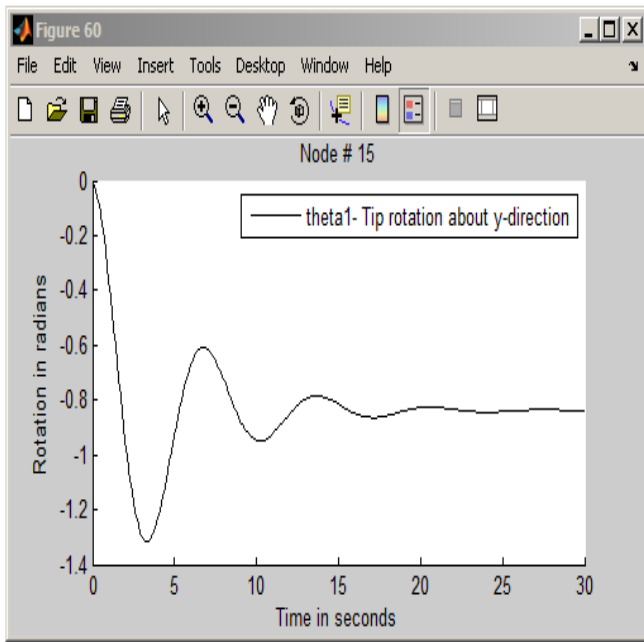 Figure 60
File Edit View Insert Tools Desktop Window Help
Node # 15
theta1- Tip rotation about y-direction
Rotation in radians
0
-0.2
-0.4
-0.6
-0.8
-1
-1.2
-1.4
0 5 10 15 20 25 30
Time in seconds